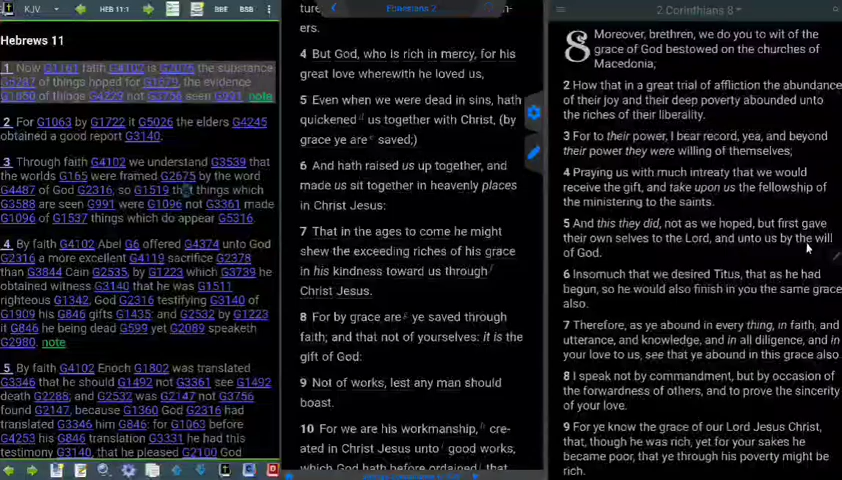 KJV HEB 11:1 BSB
Hebrews 11
1 Now G1161 faith G4102 is G2076 the substance
G5287 of things hoped for G1679, the evidence
G1650 of things G4229 not G3756 seen G991. note
2 For G1063 by G1722 it G5026 the elders G4245
obtained a good report G3140.
3 Through faith G4102 we understand G3539 that
the worlds G165 were framed G2675 by the word
G4487 of God G2316, so G1519 that things which
G3588 are seen G991 were G1096 not G3361 made
G1096 of G1537 things which do appear G5316.
4 By faith G4102 Abel G6 offered G4374 unto God
G2316 a more excellent G4119 sacrifice G2378
than G3844 Cain G2535, by G1223 which G3739 he
obtained witness G3140 that he was G1511
righteous G1342, God G2316 testifying G3140 of
G1909 his G846 gifts G1435: and G2532 by G1223
it G846 he being dead G599 yet G2089 speaketh
G2980. note
5 By faith G4102 Enoch G1802 was translated
G3346 that he should G1492 not G3361 see G1492
death G2288; and G2532 was G2147 not G3756
found G2147, because G1360 God G2316 had
translated G3346 him G846: for G1063 before
G4253 his G846 translation G3331 he had this
testimony G3140, that he pleased G2100 God
Ephesians 2
ers.
4 But God, who is rich in mercy, for his
great love wherewith he loved us,
5 Even when we were dead in sins, hath
quickened us together with Christ, (by
grace ye are saved;)
6 And hath raised us up together, and
made us sit together in heavenly places
in Christ Jesus:
7 That in the ages to come he might
shew the exceeding riches of his grace
in his kindness toward us through
Christ Jesus.
8 For by grace are ye saved through
faith; and that not of yourselves: it is the
gift of God:
9 Not of works, lest any man should
boast.
10 For we are his workmanship, cre-
ated in Christ Jesus unto good works,
which God hath before ordained that
2 Corinthians 8
8 Moreover, brethren, we do you to wit of the
grace of God bestowed on the churches of
Macedonia;
2 How that in a great trial of affliction the abundance
of their joy and their deep poverty abounded unto
the riches of their liberality.
3 For to their power, I bear record, yea, and beyond
their power they were willing of themselves;
4 Praying us with much intreaty that we would
receive the gift, and take upon us the fellowship of
the ministering to the saints.
5 And this they did, not as we hoped, but first gave
their own selves to the Lord, and unto us by the will
of God.
6 Insomuch that we desired Titus, that as he had
begun, so he would also finish in you the same grace
also.
7 Therefore, as ye abound in every thing, in faith, and
utterance, and knowledge, and in all diligence, and in
your love to us, see that ye abound in this grace also.
8 I speak not by commandment, but by occasion of
the forwardness of others, and to prove the sincerity
of your love.
9 For ye know the grace of our Lord Jesus Christ,
that, though he was rich, yet for your sakes he
became poor, that ye through his poverty might be
rich.